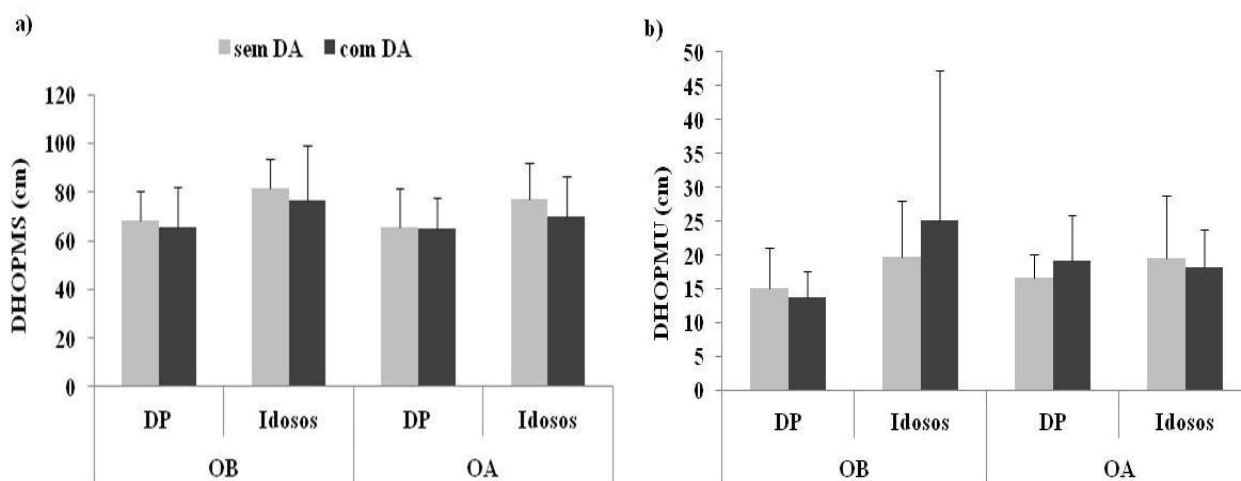 a)
sem DA com DA
DHOPMS (cm)
120
100
80
60
40
20
0
DP Idosos DP Idosos
OB OA
b)
DHOPMU (cm)
50
45
40
35
30
25
20
15
10
5
0
DP Idosos DP Idosos
OB OA